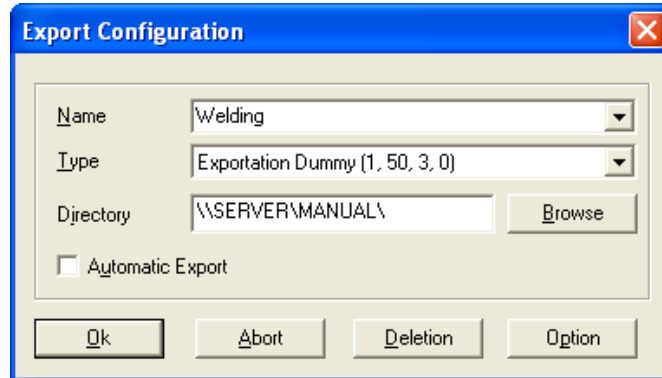 Export Configuration
Name Welding
Type Exportation Dummy (1, 50, 3, 0)
Directory \\SERVER\MANUAL\ Browse
Automatic Export
Ok Abort Deletion Option